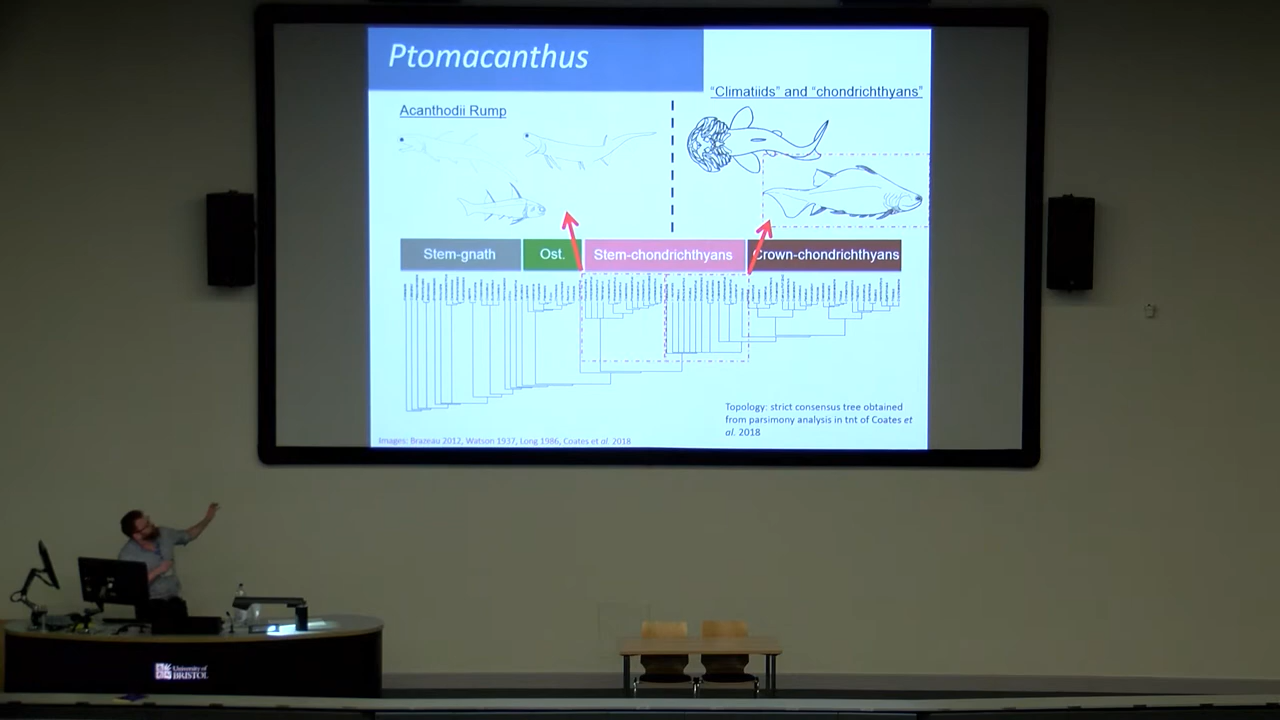 Ptomacanthus
"Climatiids" and "chondrichthyans"
Acanthodii Rump
Stem-gnath
Ost.
Stem-chondrichthyans
Crown-chondrichthyans
Topology: strict consensus tree obtained
from parsimony analysis in tnt of Coates et
al. 2018
Images: Brazeau 2012, Watson 1937, Long 1986, Coates et al. 2018
University of
BRISTOL